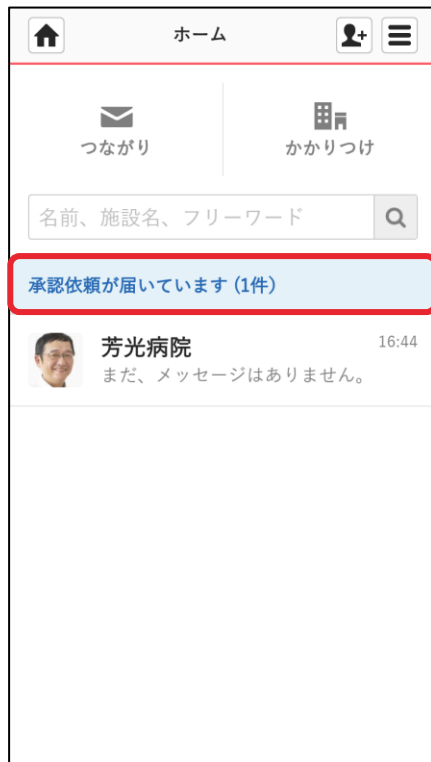 ホーム
つながり
かかりつけ
名前、施設名、フリーワード
承認依頼が届いています (1件)
芳光病院
16:44
まだ、メッセージはありません。